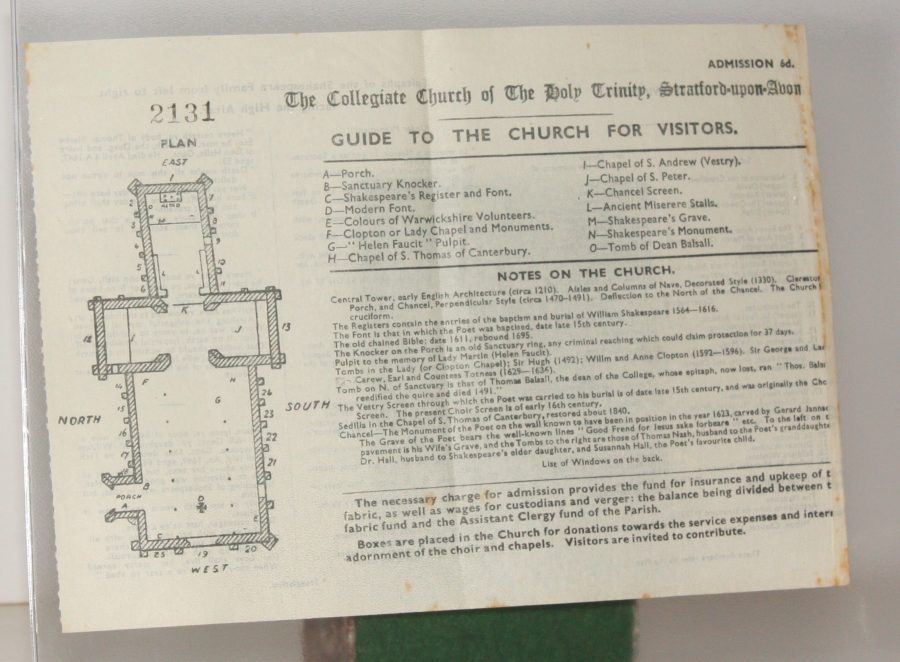 ADMISSION 6d.
2131
The Collegiate Church of The Holy Trinity, Stratford-upon-Avon
GUIDE TO THE CHURCH FOR VISITORS.
PLAN
EAST
NORTH
SOUTH
PORCH
WEST
A—Porch.
B—Sanctuary Knocker.
C—Shakespeare's Register and Font.
D—Modern Font.
E—Colours of Warwickshire Volunteers.
F—Clopton or Lady Chapel and Monuments.
G—" Helen Faucit " Pulpit.
H—Chapel of S. Thomas of Canterbury.
I—Chapel of S. Andrew (Vestry).
J—Chapel of S. Peter.
K—Chancel Screen.
L—Ancient Miserere Stalls.
M—Shakespeare's Grave.
N—Shakespeare's Monument.
O—Tomb of Dean Balsall.
NOTES ON THE CHURCH.
Central Tower, early English Architecture (circa 1210). Aisles and Columns of Nave, Decorated Style (1330). Clerestor
Porch, and Chancel, Perpendicular Style (circa 1470-1491). Deflection to the North of the Chancel. The Church
cruciform.
The Registers contain the entries of the baptism and burial of William Shakespeare 1564—1616.
The Font is that in which the Poet was baptised, date late 15th century.
The old chained Bible; date 1611, rebound 1695.
The Knocker on the Porch is an old Sanctuary ring, any criminal reaching which could claim protection for 37 days.
Pulpit to the memory of Lady Martin (Helen Faucit).
Tombs in the Lady (or Clopton Chapel); Sir Hugh (1492); Willm and Anne Clopton (1592—1596). Sir George and
Carew, Earl and Countess Totness (1629—1636).
Tomb on N. of Sanctuary is that of Thomas Balsall, the dean of the College, whose epitaph, now lost, ran " Thos. Balsa
reedified the quire and died 1491."
The Vestry Screen through which the Poet was carried to his burial is of date late 15th century, and was originally the
Screen. The present Choir Screen is of early 16th century.
Sedilia in the Chapel of S. Thomas of Canterbury, restored about 1840.
Chancel—The Monument of the Poet on the wall known to have been in position in the year 1623, carved by Gerard
The Grave of the Poet bears the well-known lines " Good Frend for Jesus sake forbeare " etc. To the left on
pavement is his Wife's Grave, and the Tombs to the right are those of Thomas Nash, husband to the Poet's granddaughte
Dr. Hall, husband to Shakespeare's elder daughter, and Susannah Hall, the Poet's favourite child.
List of Windows on the back.
The necessary charge for admission provides the fund for insurance and upkeep of t
fabric, as well as wages for custodians and verger: the balance being divided between t
fabric fund and the Assistant Clergy fund of the Parish.
Boxes are placed in the Church for donations towards the service expenses and inter
adornment of the choir and chapels. Visitors are invited to contribute.